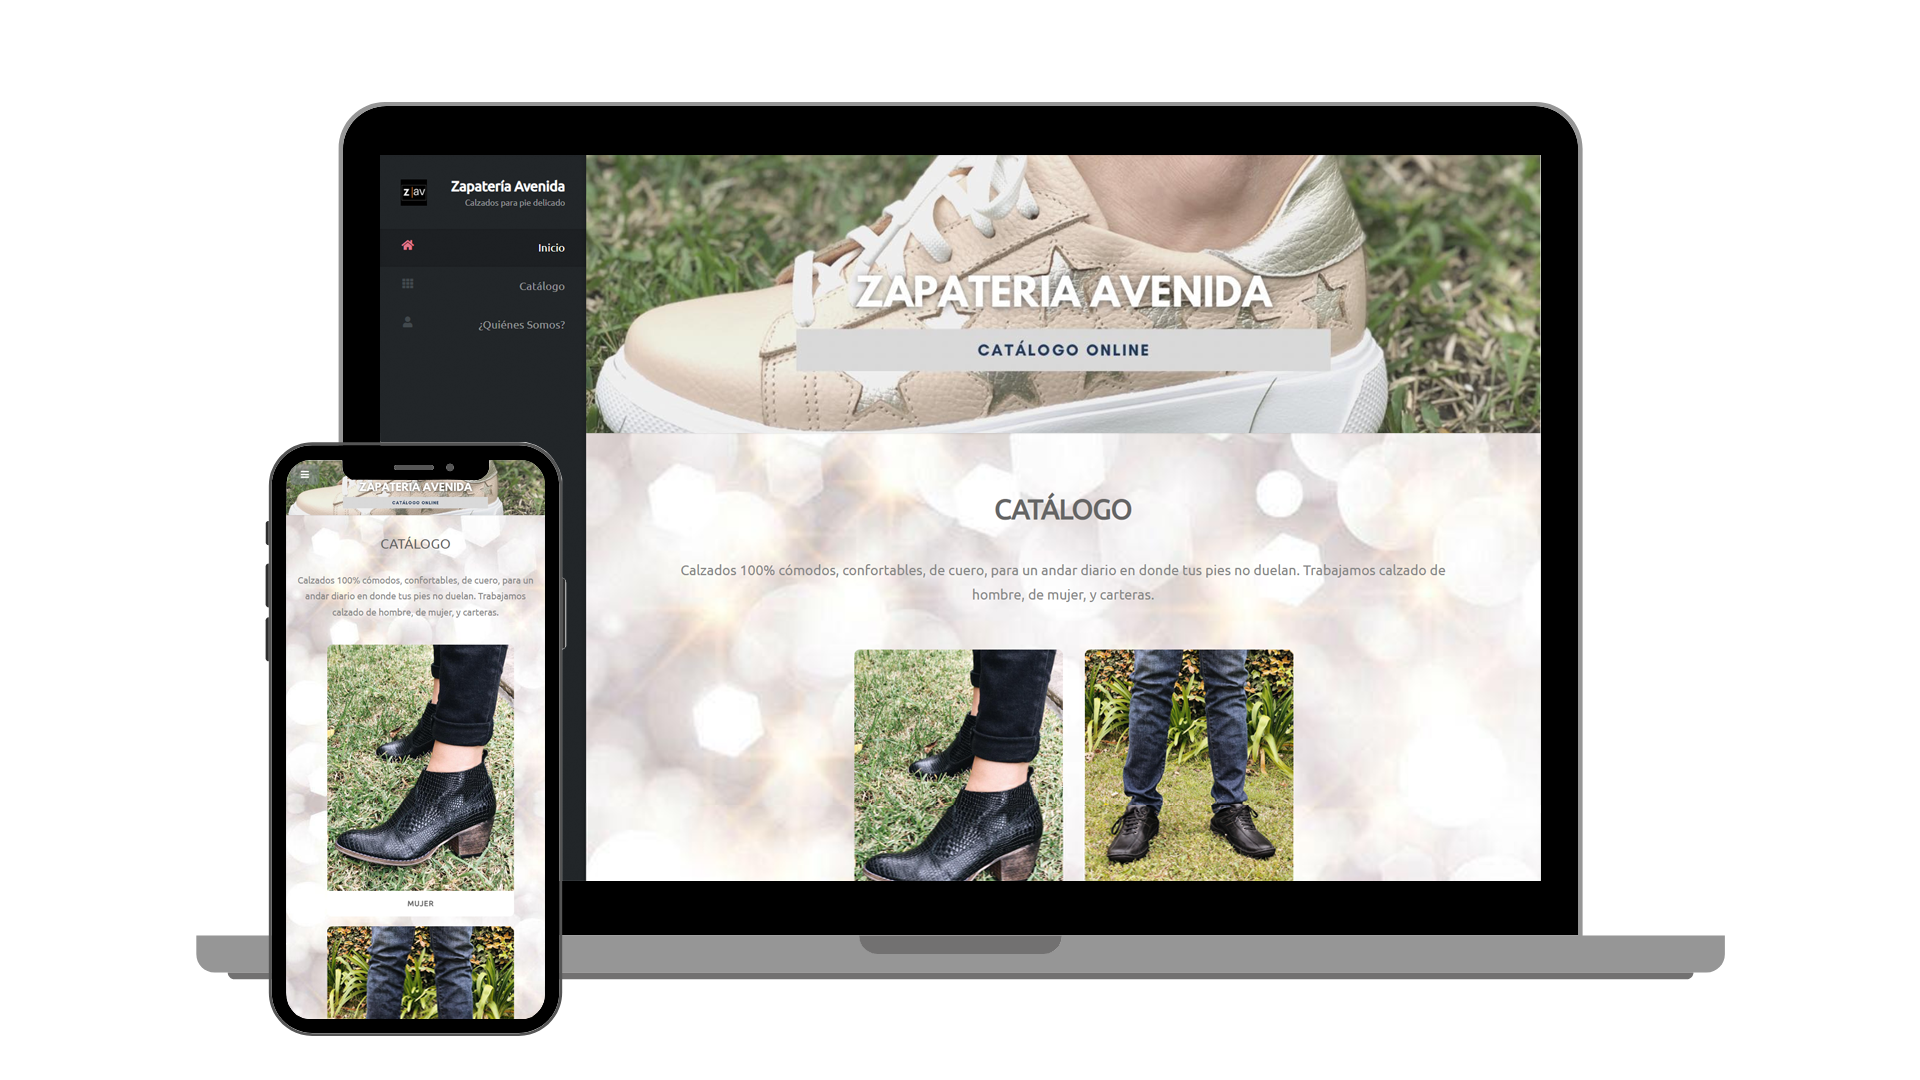 z|av
Zapatería Avenida
Calzados para pie delicado
Inicio
Catálogo
¿Quiénes Somos?
ZAPATERÍA AVENIDA
CATÁLOGO ONLINE
CATÁLOGO
Calzados 100% cómodos, confortables, de cuero, para un andar diario en donde tus pies no duelan. Trabajamos calzado de
hombre, de mujer, y carteras.
ZAPATERÍA AVENIDA
CATÁLOGO ONLINE
CATÁLOGO
Calzados 100% cómodos, confortables, de cuero, para un
andar diario en donde tus pies no duelan. Trabajamos
calzado de hombre, de mujer, y carteras.
MUJER